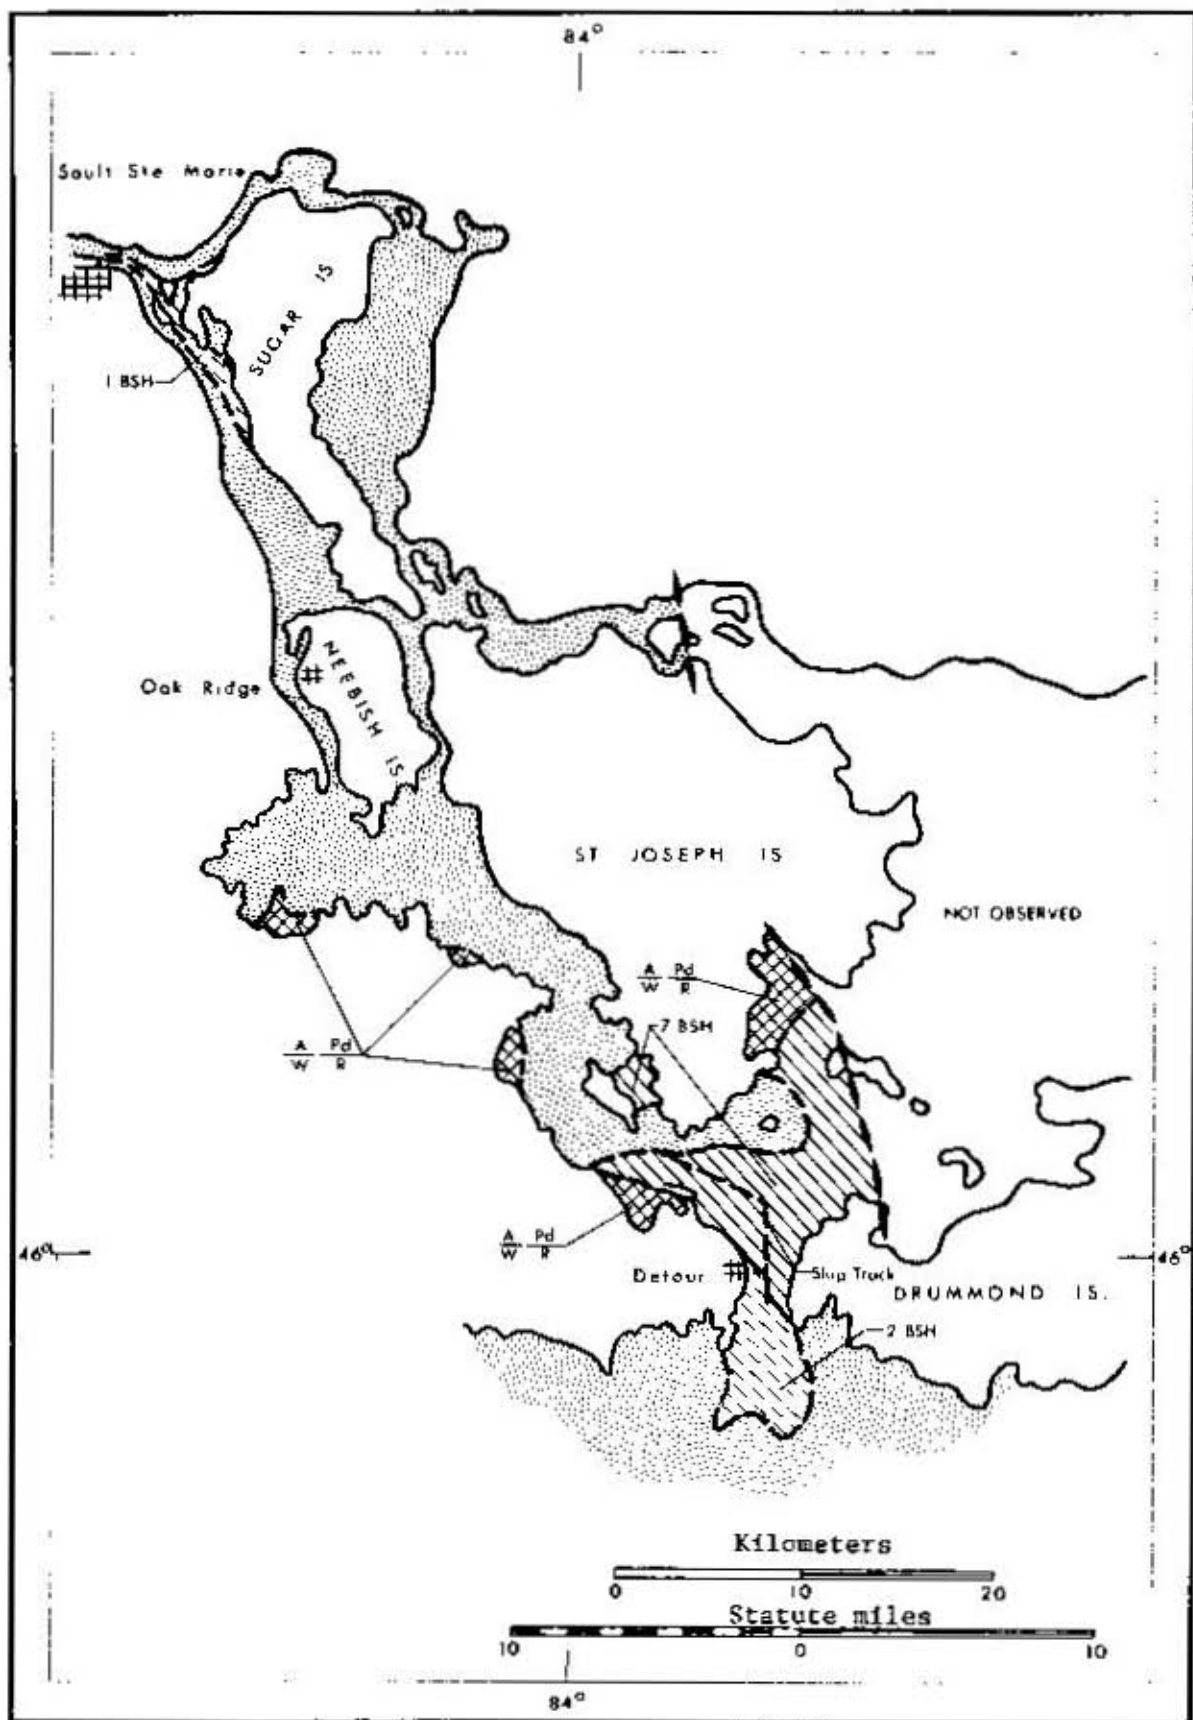 84°
Sault Ste Marie
SUGAR IS
1 BSH
NEEBISH IS.
Oak Ridge
ST JOSEPH IS
NOT OBSERVED
A Pd
W R
7 BSH
A Pd
W R
A Pd
W R
46°
46°
Detour
Ship Track
DRUMMOND IS.
2 BSH
Kilometers
0 10 20
Statute miles
10 0 10
84°